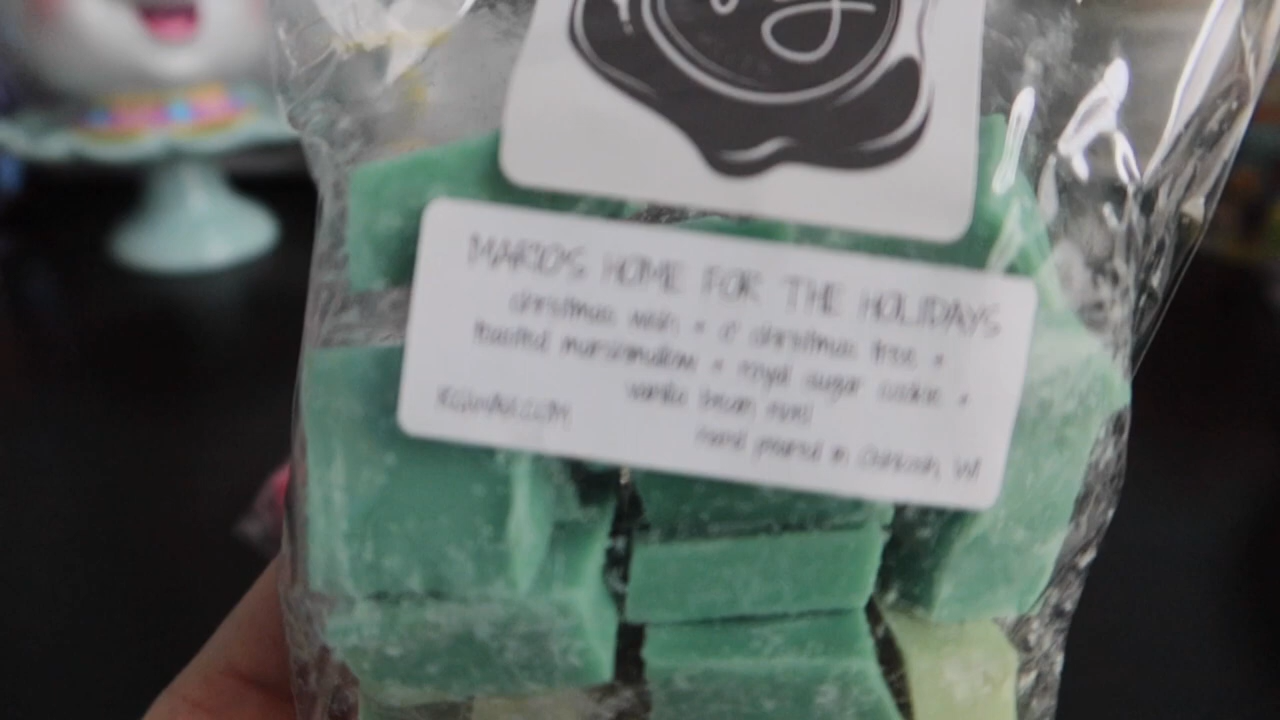 MARIO'S HOME FOR THE HOLIDAYS
christmas wish + o' christmas tree +
toasted marshmallow + royal sugar cookie +
vanilla bean noel
hand poured in Oshkosh, WI